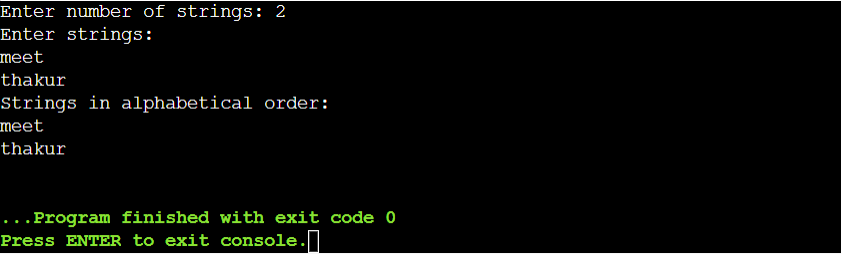 Enter number of strings: 2
Enter strings:
meet
thakur
Strings in alphabetical order:
meet
thakur
...Program finished with exit code 0
Press ENTER to exit console.